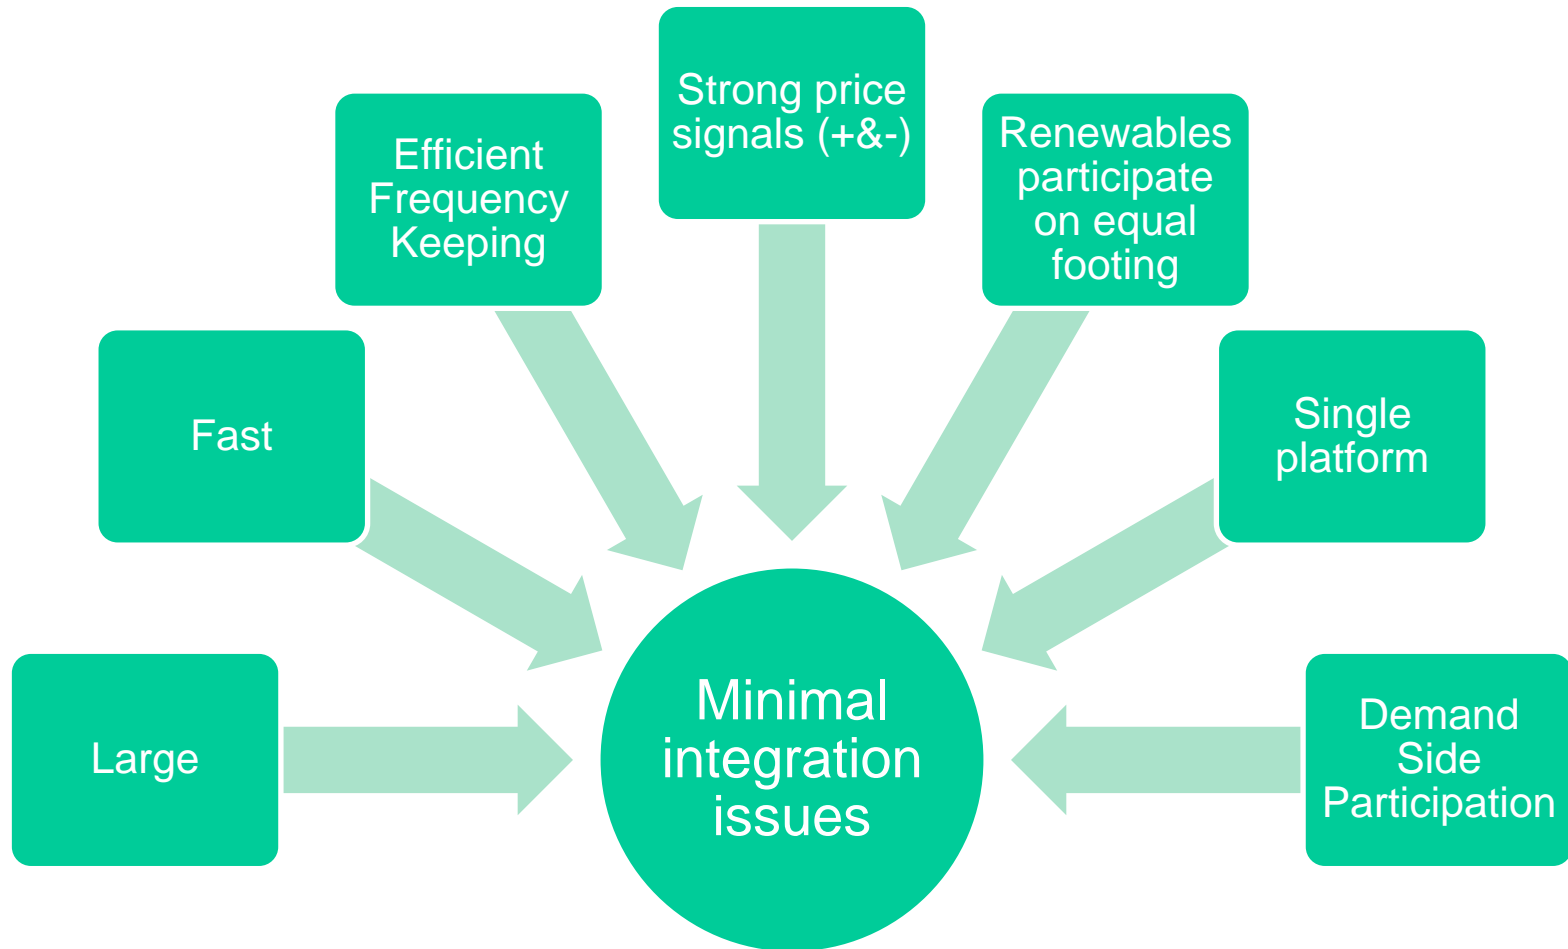 Strong price
signals (+&-)
Efficient
Frequency
Keeping
Renewables
participate
on equal
footing
Fast
Single
platform
Large
Minimal
integration
issues
Demand
Side
Participation